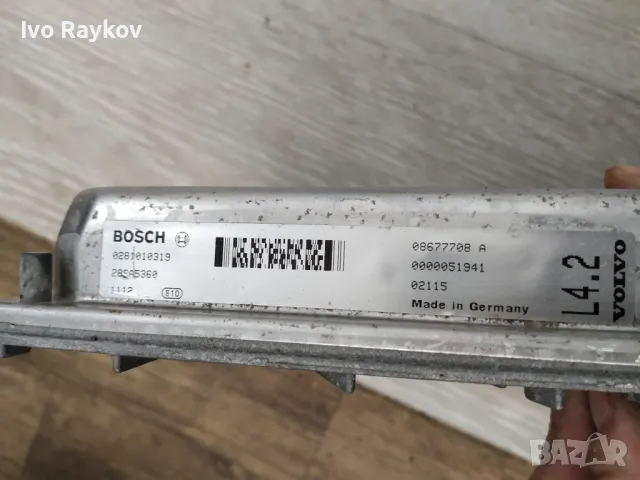 Ivo Raykov
BOSCH
0281010319
28SA5360
1112 810
08677708 A
0000051941
02115
Made in Germany
L4.2
VOLVO
BAZAR